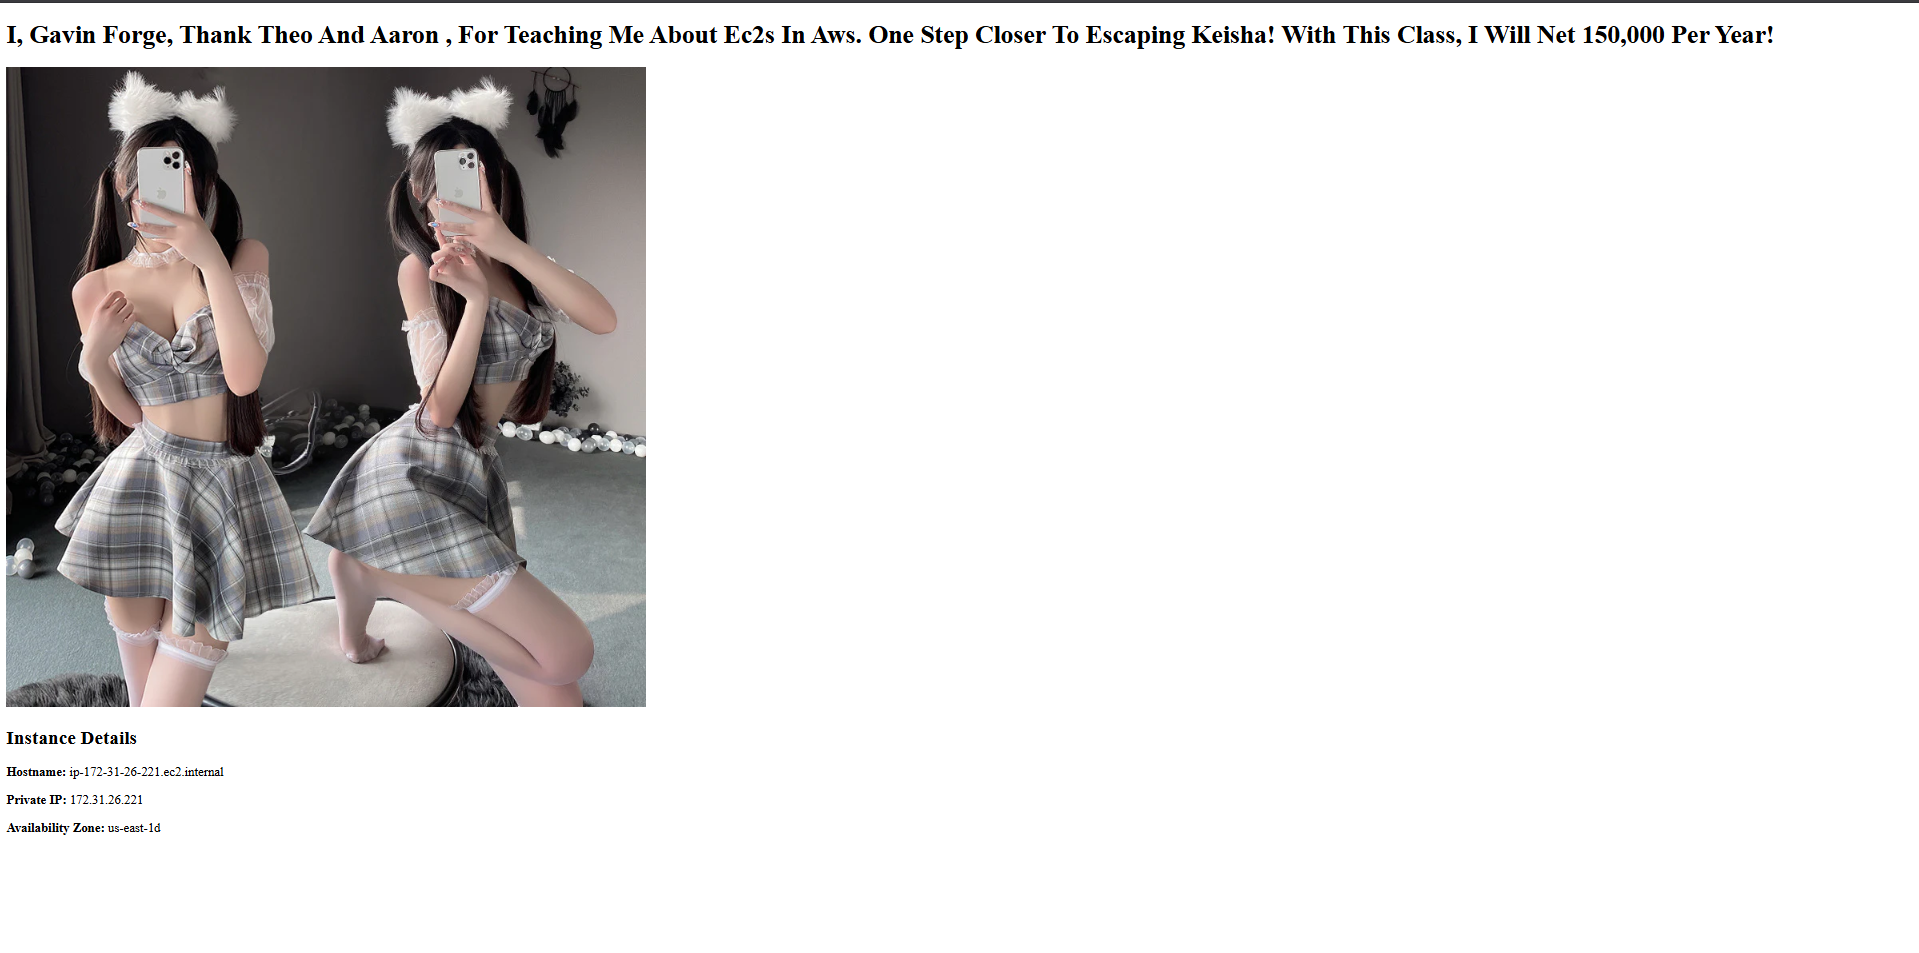 I, Gavin Forge, Thank Theo And Aaron , For Teaching Me About Ec2s In Aws. One Step Closer To Escaping Keisha! With This Class, I Will Net 150,000 Per Year!
Instance Details
Hostname: ip-172-31-26-221.ec2.internal
Private IP: 172.31.26.221
Availability Zone: us-east-1d